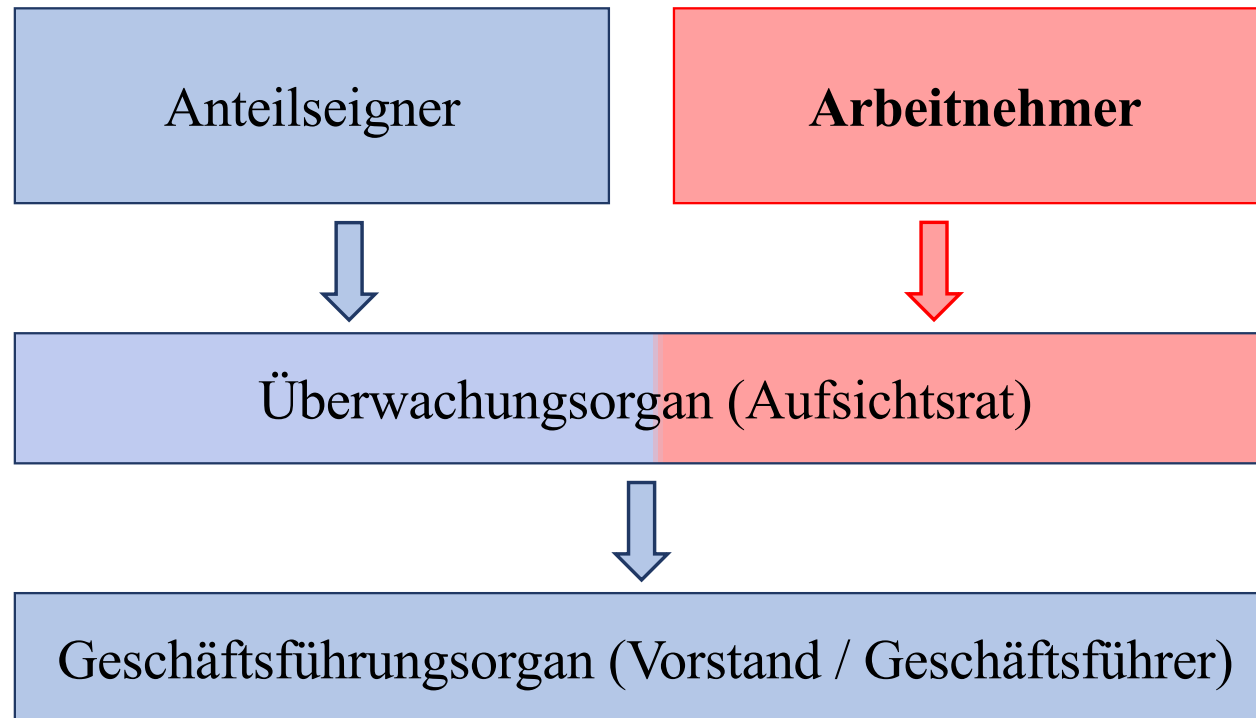 Anteilseigner
Arbeitnehmer
Überwachungsorgan (Aufsichtsrat)
Geschäftsführungsorgan (Vorstand / Geschäftsführer)